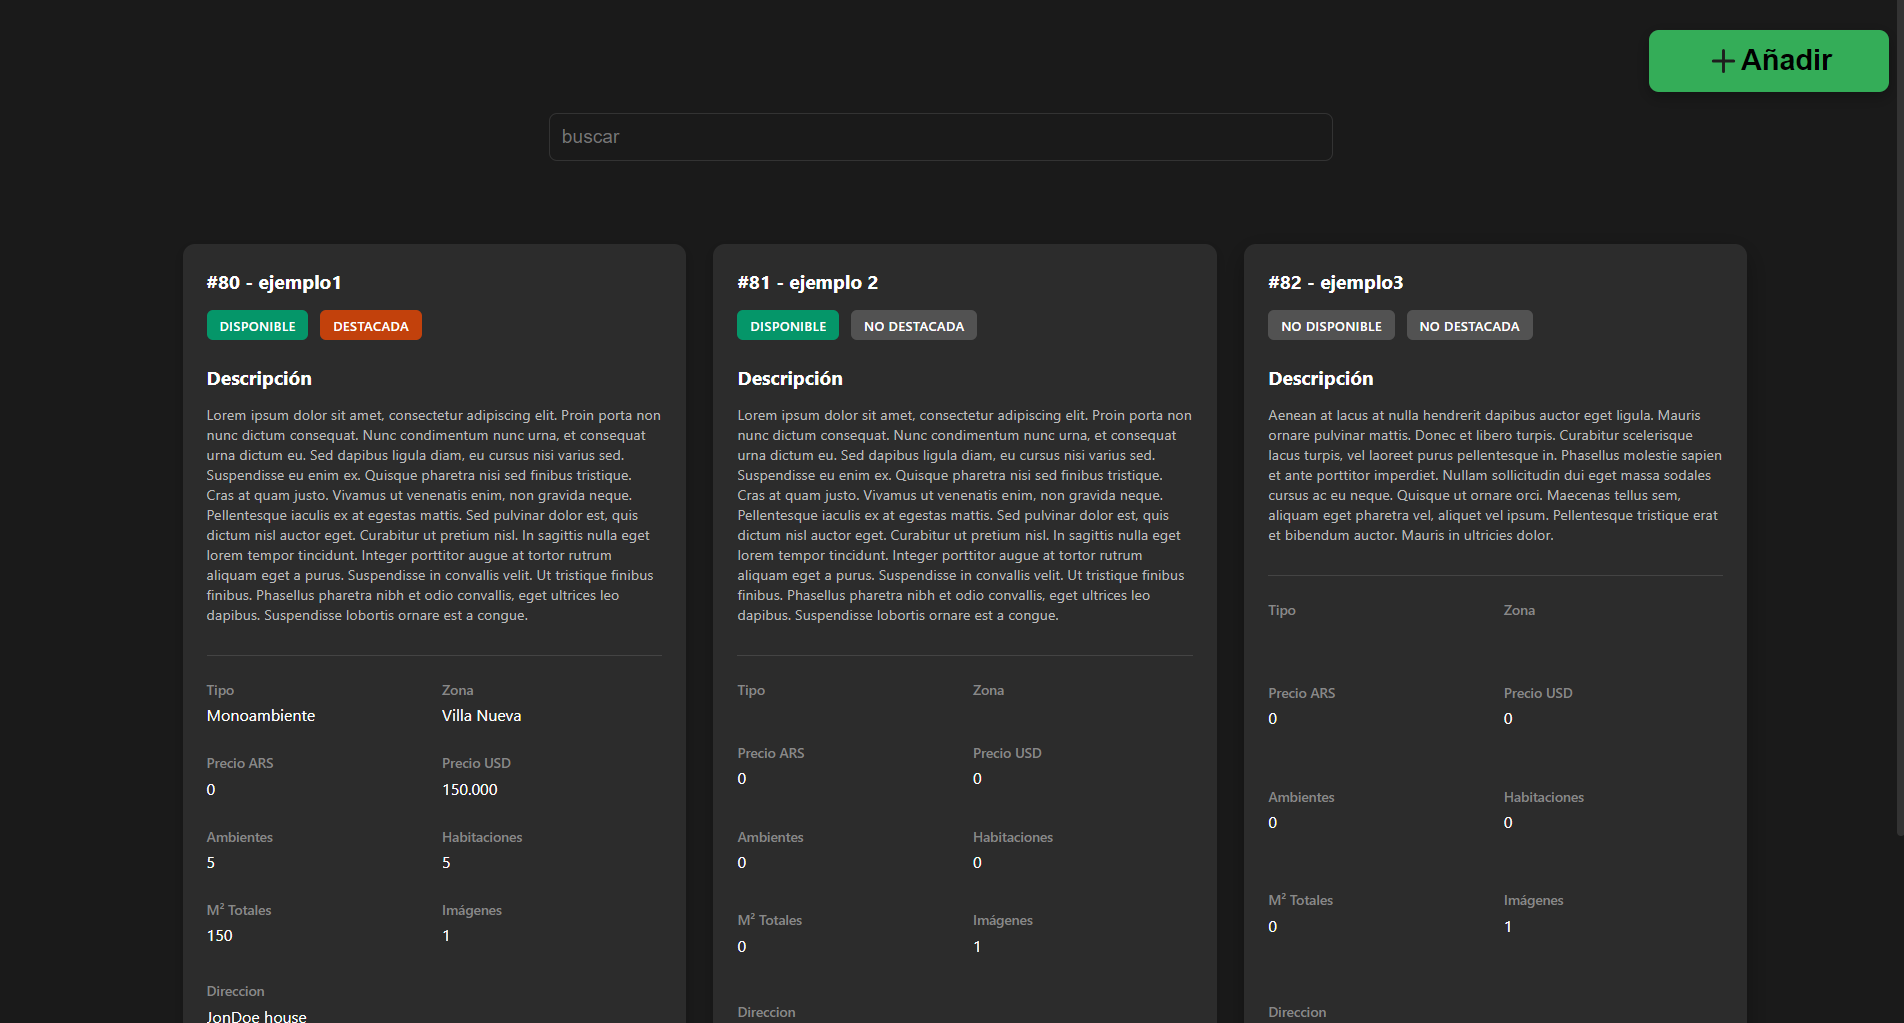 Añadir
buscar
#80 - ejemplo1
DISPONIBLE DESTACADA
Descripción
Lorem ipsum dolor sit amet, consectetur adipiscing elit. Proin porta non
nunc dictum consequat. Nunc condimentum nunc urna, et consequat
urna dictum eu. Sed dapibus ligula diam, eu cursus nisi varius sed.
Suspendisse eu enim ex. Quisque pharetra nisi sed finibus tristique.
Cras at quam justo. Vivamus ut venenatis enim, non gravida neque.
Pellentesque iaculis ex at egestas mattis. Sed pulvinar dolor est, quis
dictum nisl auctor eget. Curabitur ut pretium nisl. In sagittis nulla eget
lorem tempor tincidunt. Integer porttitor augue at tortor rutrum
aliquam eget a purus. Suspendisse in convallis velit. Ut tristique finibus
finibus. Phasellus pharetra nibh et odio convallis, eget ultrices leo
dapibus. Suspendisse lobortis ornare est a congue.
Tipo Zona
Monoambiente Villa Nueva
Precio ARS Precio USD
0 150.000
Ambientes Habitaciones
5 5
M² Totales Imágenes
150 1
Direccion
JonDoe house
#81 - ejemplo 2
DISPONIBLE NO DESTACADA
Descripción
Lorem ipsum dolor sit amet, consectetur adipiscing elit. Proin porta non
nunc dictum consequat. Nunc condimentum nunc urna, et consequat
urna dictum eu. Sed dapibus ligula diam, eu cursus nisi varius sed.
Suspendisse eu enim ex. Quisque pharetra nisi sed finibus tristique.
Cras at quam justo. Vivamus ut venenatis enim, non gravida neque.
Pellentesque iaculis ex at egestas mattis. Sed pulvinar dolor est, quis
dictum nisl auctor eget. Curabitur ut pretium nisl. In sagittis nulla eget
lorem tempor tincidunt. Integer porttitor augue at tortor rutrum
aliquam eget a purus. Suspendisse in convallis velit. Ut tristique finibus
finibus. Phasellus pharetra nibh et odio convallis, eget ultrices leo
dapibus. Suspendisse lobortis ornare est a congue.
Tipo Zona
Precio ARS Precio USD
0 0
Ambientes Habitaciones
0 0
M² Totales Imágenes
0 1
Direccion
#82 - ejemplo3
NO DISPONIBLE NO DESTACADA
Descripción
Aenean at lacus at nulla hendrerit dapibus auctor eget ligula. Mauris
ornare pulvinar mattis. Donec et libero turpis. Curabitur scelerisque
lacus turpis, vel laoreet purus pellentesque in. Phasellus molestie sapien
et ante porttitor imperdiet. Nullam sollicitudin dui eget massa sodales
cursus ac eu neque. Quisque ut ornare orci. Maecenas tellus sem,
aliquam eget pharetra vel, aliquet vel ipsum. Pellentesque tristique erat
et bibendum auctor. Mauris in ultricies dolor.
Tipo Zona
Precio ARS Precio USD
0 0
Ambientes Habitaciones
0 0
M² Totales Imágenes
0 1
Direccion